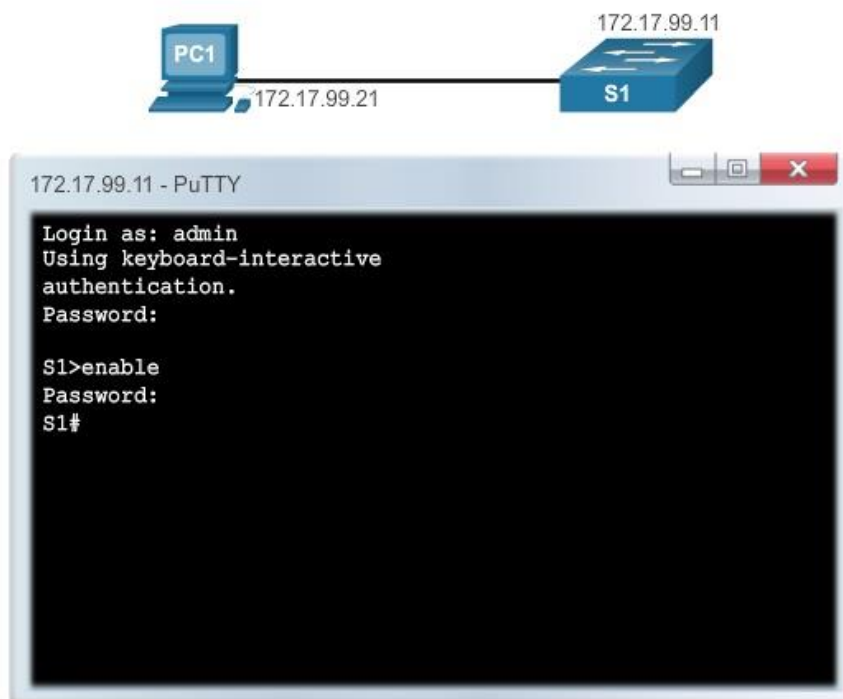 172.17.99.11
PC1
172.17.99.21
S1
172.17.99.11 - PuTTY
Login as: admin
Using keyboard-interactive
authentication.
Password:
S1>enable
Password:
S1#